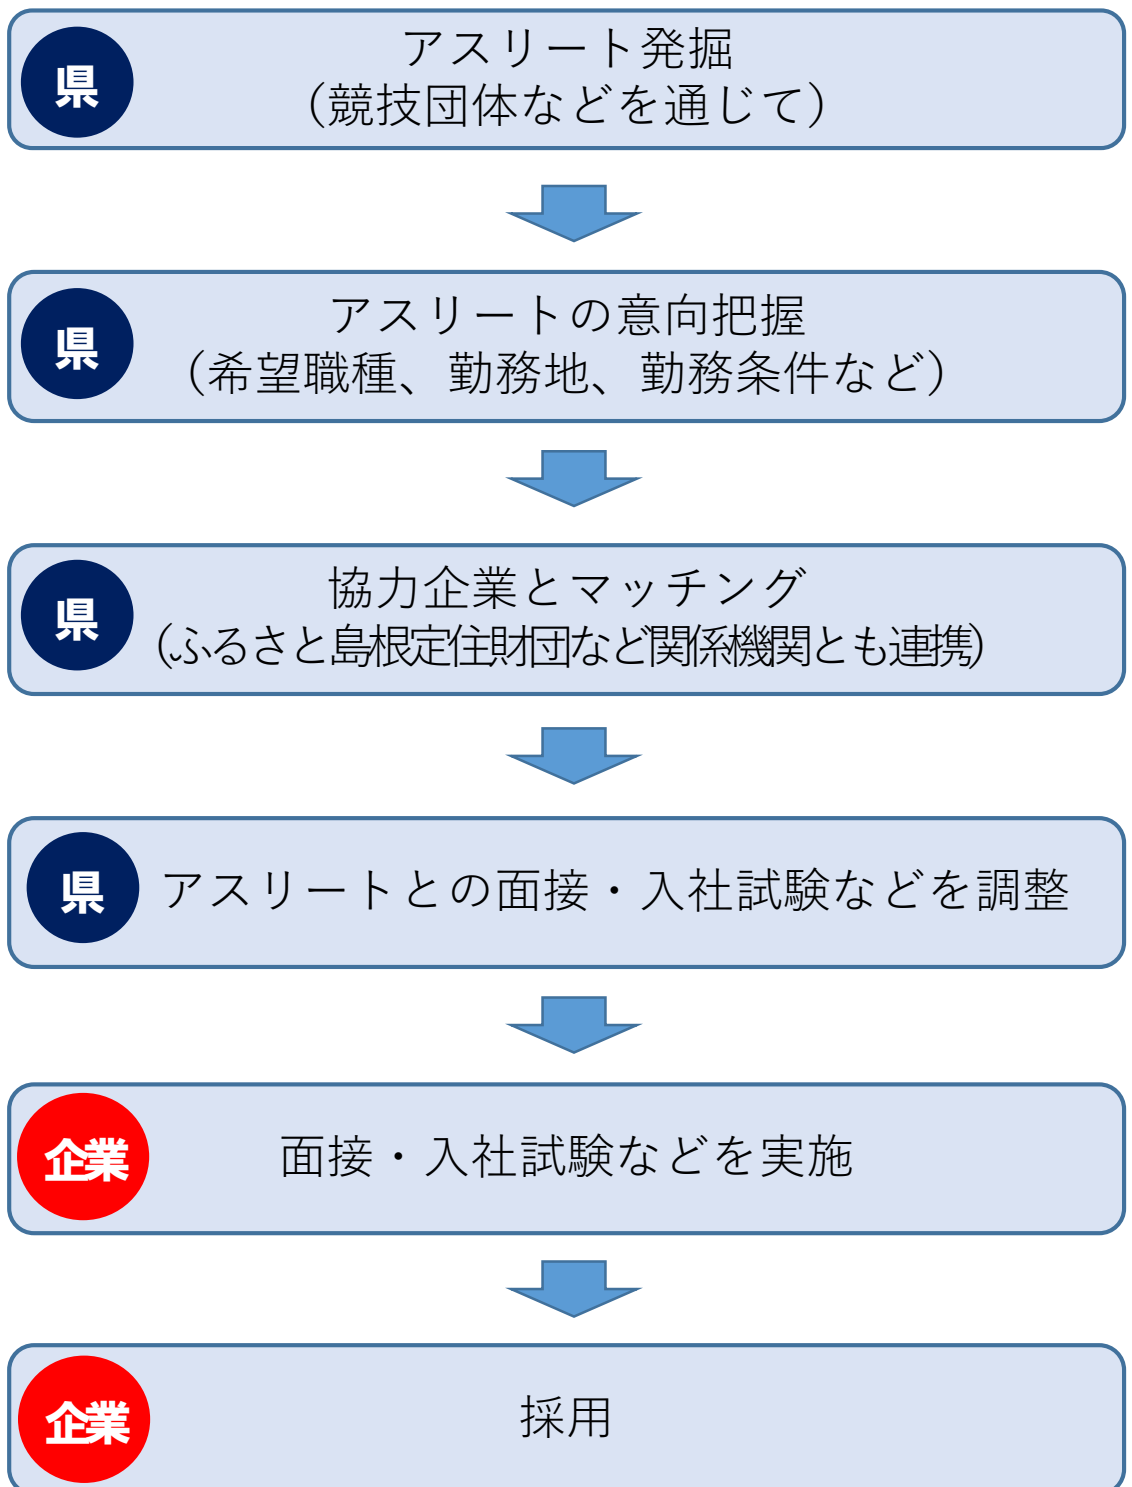 県
アスリート発掘
（競技団体などを通じて）
県
アスリートの意向把握
（希望職種、勤務地、勤務条件など）
県
協力企業とマッチング
（ふるさと島根定住財団など関係機関とも連携）
県
アスリートとの面接・入社試験などを調整
企業
面接・入社試験などを実施
企業
採用